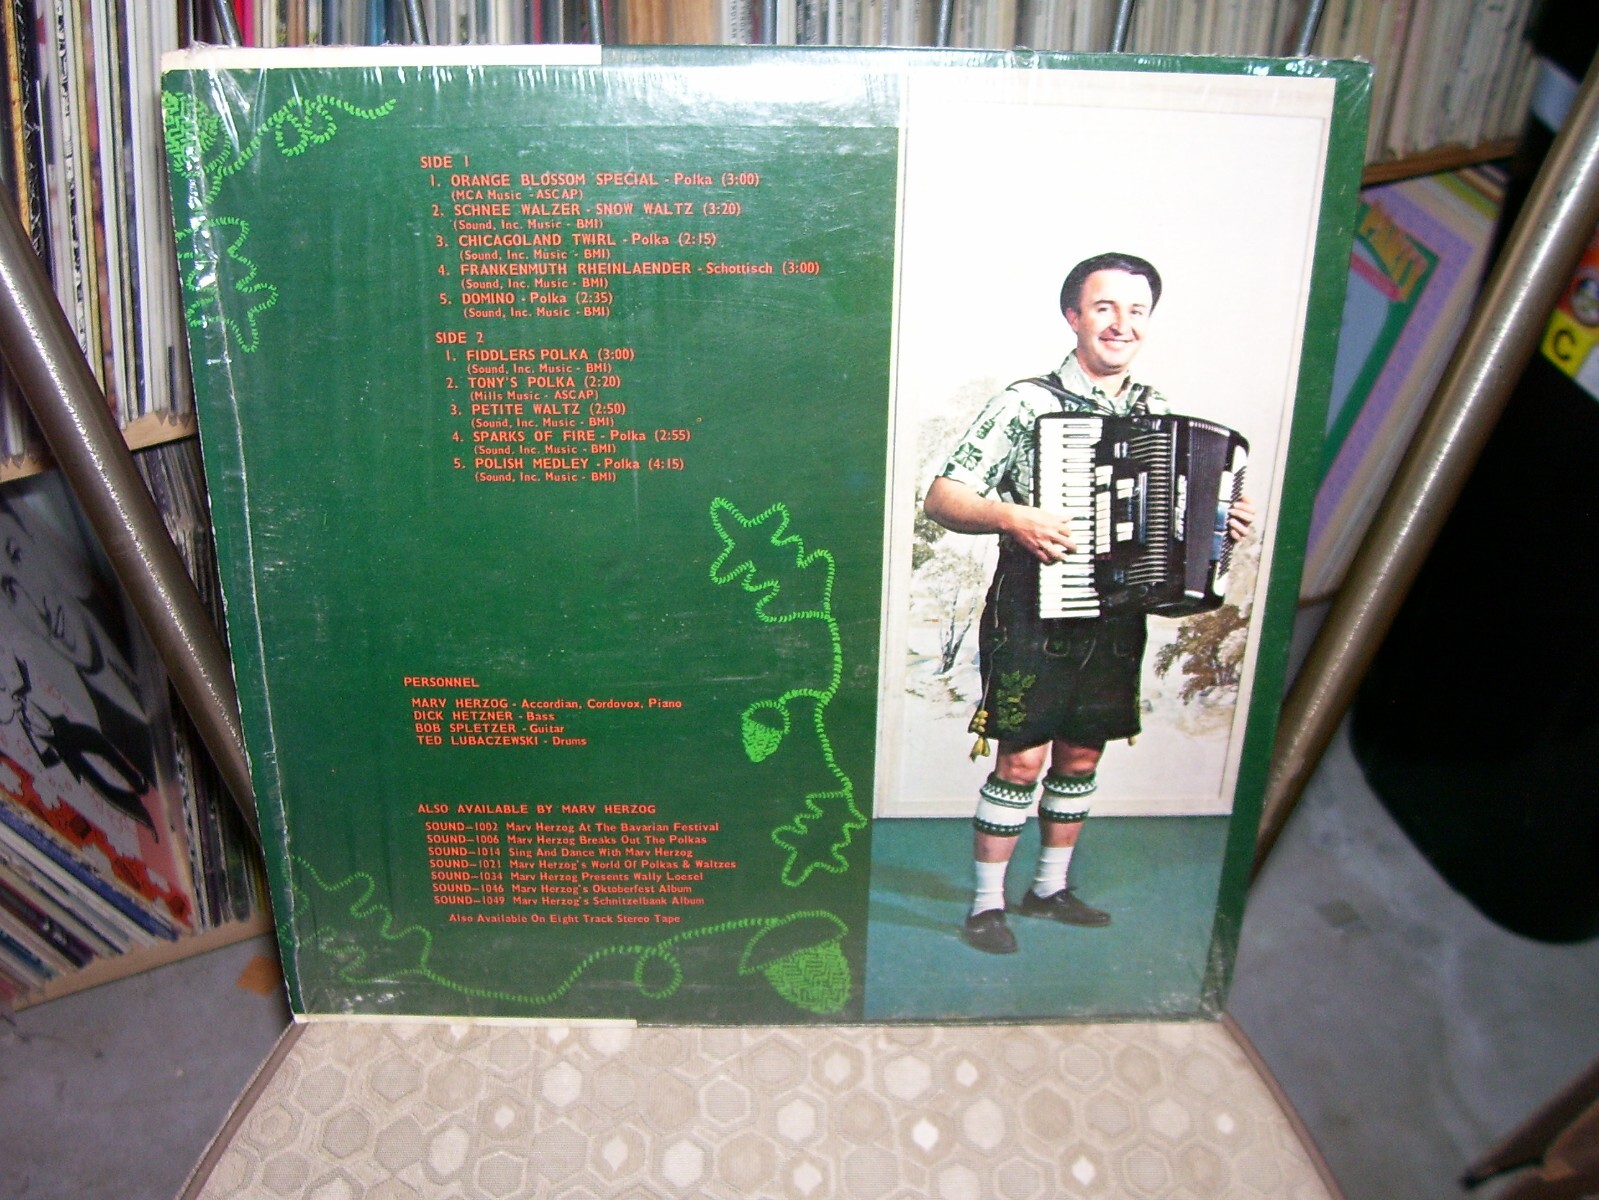 SIDE 1
1. ORANGE BLOSSOM SPECIAL - Polka (3:00)
(MCA Music - ASCAP)
2. SCHNEE WALZER - SNOW WALTZ (3:20)
(Sound, Inc. Music - BMI)
3. CHICAGOLAND TWIRL - Polka (2:15)
(Sound, Inc. Music - BMI)
4. FRANKENMUTH RHEINLAENDER - Schottisch (3:00)
(Sound, Inc. Music - BMI)
5. DOMINO - Polka (2:35)
(Sound, Inc. Music - BMI)
SIDE 2
1. FIDDLERS POLKA (3:00)
(Sound, Inc. Music - BMI)
2. TONY'S POLKA (2:20)
(Mills Music - ASCAP)
3. PETITE WALTZ (2:50)
(Sound, Inc. Music - BMI)
4. SPARKS OF FIRE - Polka (2:55)
(Sound, Inc. Music - BMI)
5. POLISH MEDLEY - Polka (4:15)
(Sound, Inc. Music - BMI)
PERSONNEL
MARV HERZOG - Accordian, Cordovox, Piano
DICK HETZNER - Bass
BOB SPLETZER - Guitar
TED LUBACZEWSKI - Drums
ALSO AVAILABLE BY MARV HERZOG
SOUND—1002 Marv Herzog At The Bavarian Festival
SOUND—1006 Marv Herzog Breaks Out The Polkas
SOUND—1014 Sing And Dance With Marv Herzog
SOUND—1021 Marv Herzog's World Of Polkas & Waltzes
SOUND—1034 Marv Herzog Presents Wally Loesel
SOUND—1046 Marv Herzog's Oktoberfest Album
SOUND—1049 Marv Herzog's Schnitzelbank Album
Also Available On Eight Track Stereo Tape
C